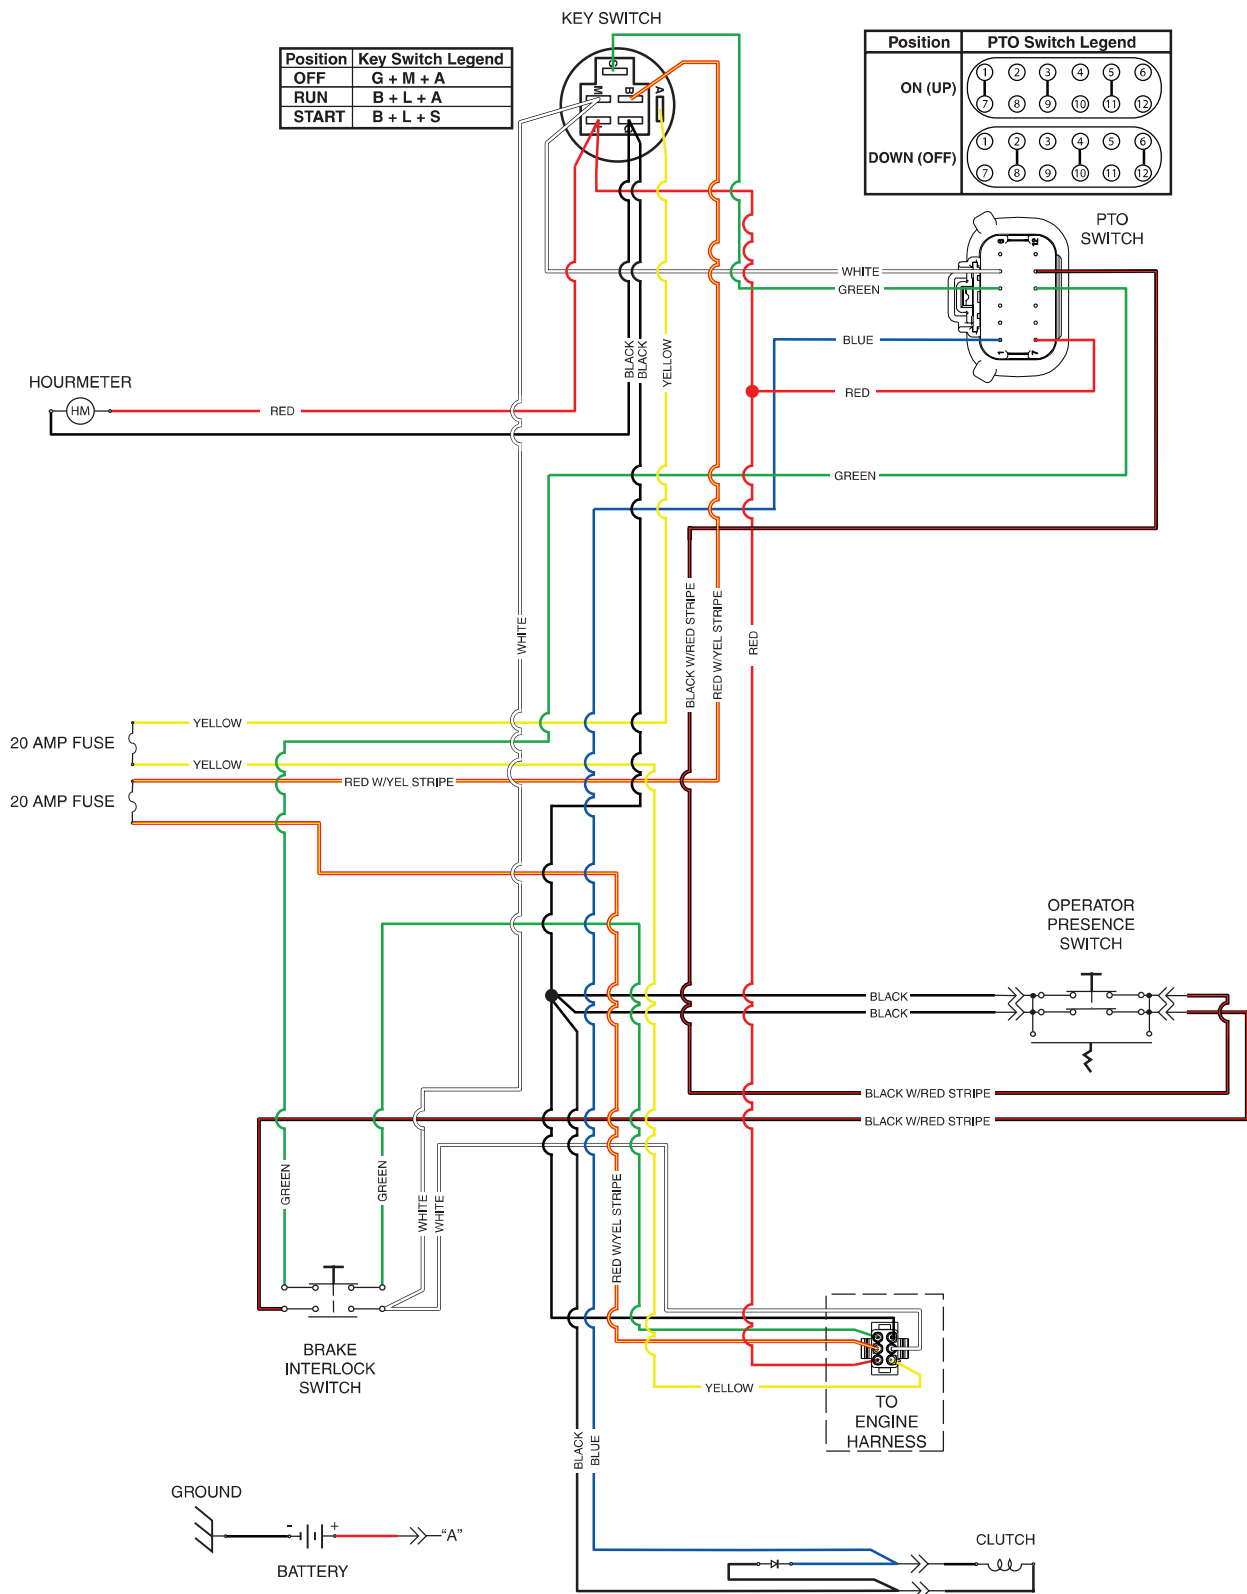 KEY SWITCH
Position Key Switch Legend
OFF G + M + A
RUN B + L + A
START B + L + S
Position PTO Switch Legend
ON (UP)
1 2 3 4 5 6
7 8 9 10 11 12
DOWN (OFF)
1 2 3 4 5 6
7 8 9 10 11 12
M B A
G
PTO
SWITCH
6 12
1 7
WHITE
GREEN
BLUE
RED
GREEN
BLACK
BLACK
YELLOW
HOURMETER
HM
RED
WHITE
BLACK W/RED STRIPE
RED W/YEL STRIPE
RED
YELLOW
20 AMP FUSE
YELLOW
RED W/YEL STRIPE
20 AMP FUSE
OPERATOR
PRESENCE
SWITCH
BLACK
BLACK
BLACK W/RED STRIPE
BLACK W/RED STRIPE
GREEN
GREEN
WHITE
WHITE
RED W/YEL STRIPE
BRAKE
INTERLOCK
SWITCH
YELLOW
TO
ENGINE
HARNESS
BLACK
BLUE
GROUND
- +
"A"
BATTERY
CLUTCH